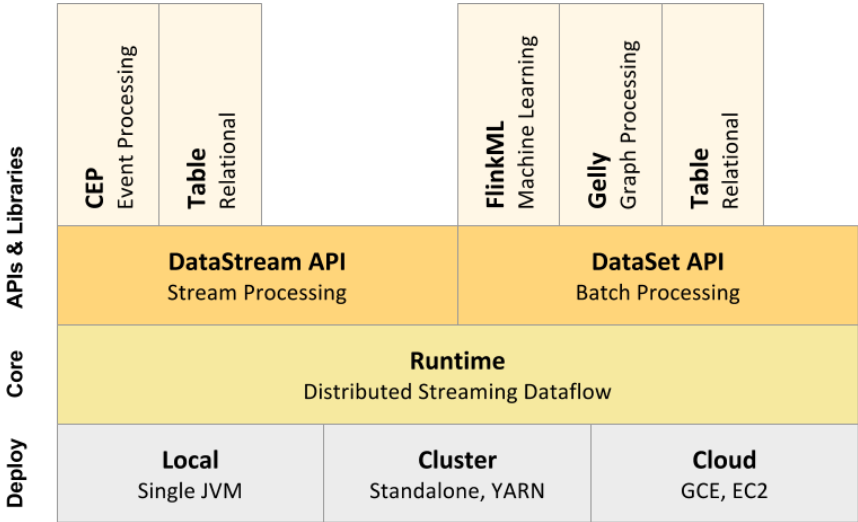 APIs & Libraries
CEP
Event Processing
Table
Relational
FlinkML
Machine Learning
Gelly
Graph Processing
Table
Relational
DataStream API
Stream Processing
DataSet API
Batch Processing
Core
Runtime
Distributed Streaming Dataflow
Deploy
Local
Single JVM
Cluster
Standalone, YARN
Cloud
GCE, EC2